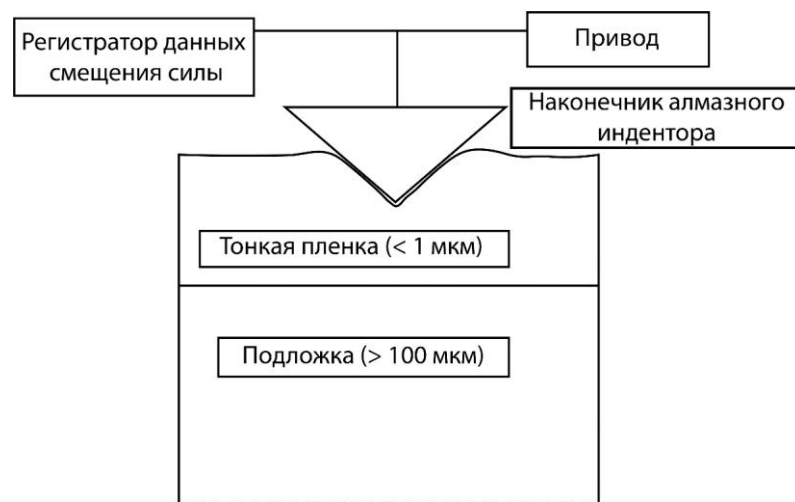 Регистратор данных
смещения силы
Привод
Наконечник алмазного
индентора
Тонкая пленка (< 1 мкм)
Подложка (> 100 мкм)